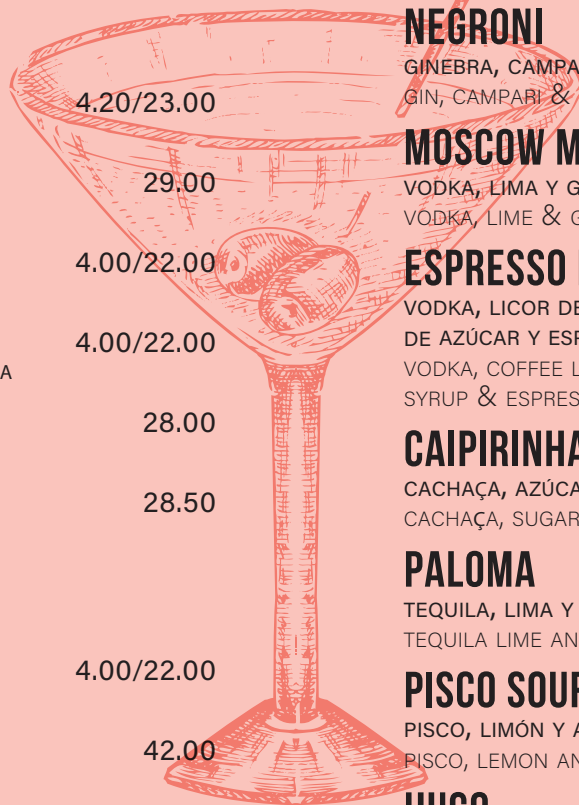 4.20/23.00
29.00
4.00/22.00
4.00/22.00
A
28.00
28.50
4.00/22.00
42.00
NEGRONI
GINEBRA, CAMPA
GIN, CAMPARI &
MOSCOW M
VODKA, LIMA Y G
VODKA, LIME & G
ESPRESSO
VODKA, LICOR DE
DE AZÚCAR Y ESP
VODKA, COFFEE L
SYRUP & ESPRES
CAIPIRINHA
CACHAÇA, AZÚCA
CACHAÇA, SUGAR
PALOMA
TEQUILA, LIMA Y
TEQUILA LIME AN
PISCO SOUR
PISCO, LIMÓN Y A
PISCO, LEMON AN
HUGO